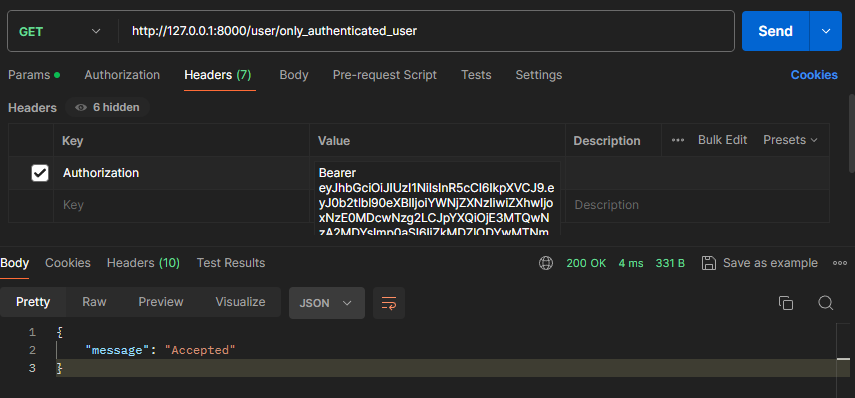 GET http://127.0.0.1:8000/user/only_authenticated_user Send
Params Authorization Headers (7) Body Pre-request Script Tests Settings Cookies
Headers 6 hidden
Key Value Description Bulk Edit Presets
Authorization Bearer
eyJhbGciOiJIUzI1NiIsInR5cCI6IkpXVCJ9.e
yJ0b2tlbl90eXBlIjoiYWNjZXNzIiwiZXhwIjo
xNzE0MDcwNzg2LCJpYXQiOjE3MTQwN
Key Description
Body Cookies Headers (10) Test Results 200 OK 4 ms 331 B Save as example
Pretty Raw Preview Visualize JSON
1 {
2 "message": "Accepted"
3 }